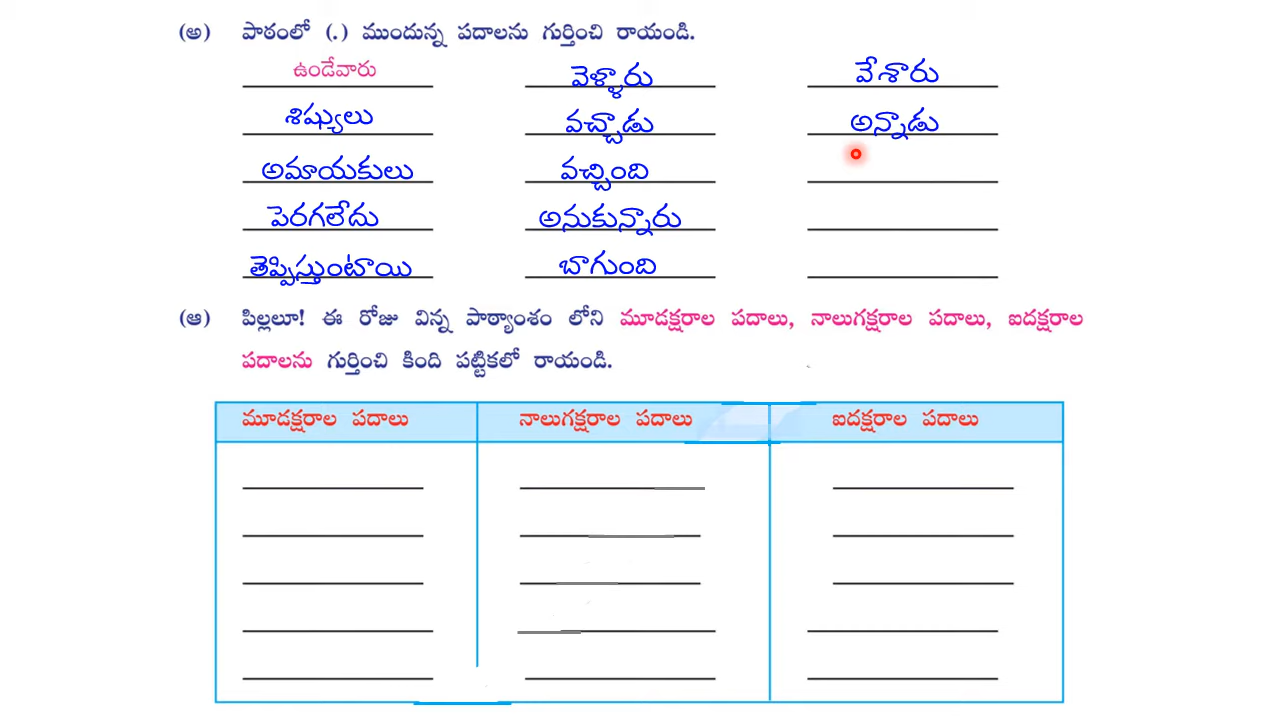 (అ) పాఠంలో (.) ముందున్న పదాలను గుర్తించి రాయండి.
ఉండేవారు వెళ్ళారు వేశారు
శిష్యులు వచ్చాడు అన్నాడు
అమాయకులు వచ్చింది
పెరగలేదు అనుకున్నారు
తెప్పిస్తుంటాయి బాగుంది
(ఆ) పిల్లలూ! ఈ రోజు విన్న పాఠ్యాంశం లోని మూడక్షరాల పదాలు, నాలుగక్షరాల పదాలు, ఐదక్షరాల
పదాలను గుర్తించి కింది పట్టికలో రాయండి.
మూడక్షరాల పదాలు నాలుగక్షరాల పదాలు ఐదక్షరాల పదాలు